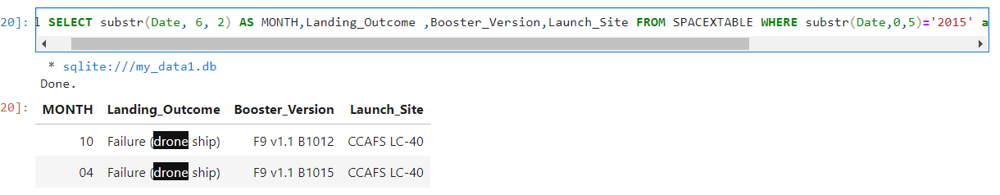 20]: l SELECT substr(Date, 6, 2) AS MONTH,Landing_Outcome ,Booster_Version,Launch_Site FROM SPACEXTABLE WHERE substr(Date,0,5)='2015' a
* sqlite:///my_data1.db
Done.
20]: MONTH Landing_Outcome Booster_Version Launch_Site
10 Failure (drone ship) F9 v1.1 B1012 CCAFS LC-40
04 Failure (drone ship) F9 v1.1 B1015 CCAFS LC-40